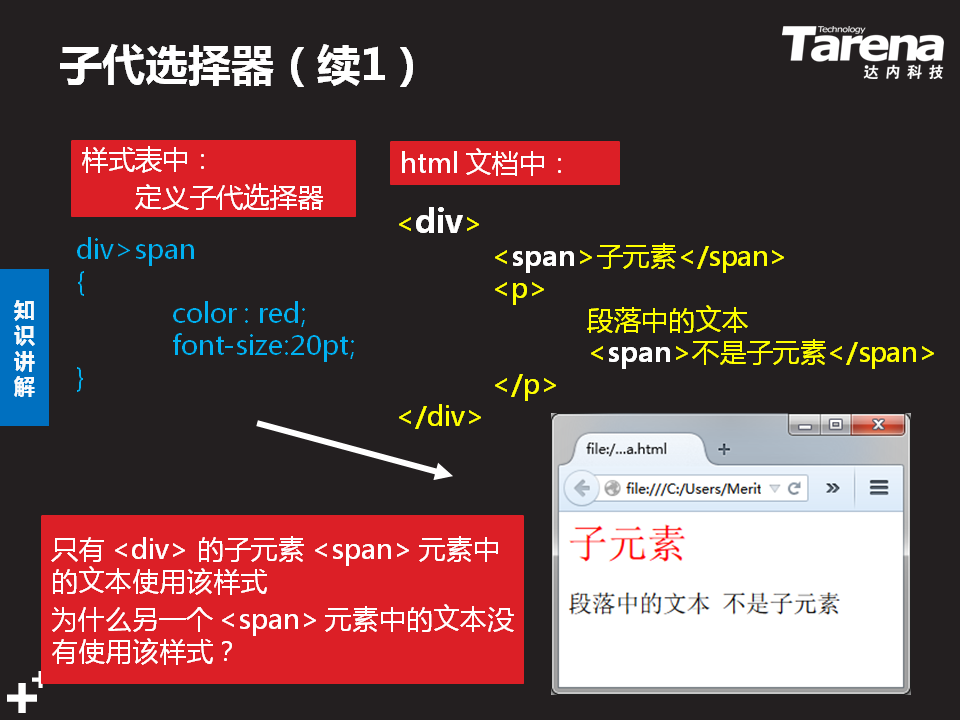 子代选择器（续1）
Technology
Tarena
达内科技
样式表中：
定义子代选择器
div>span
{
color : red;
font-size:20pt;
}
html 文档中：
<div>
<span>子元素</span>
<p>
段落中的文本
<span>不是子元素</span>
</p>
</div>
知识讲解
file:/...a.html
file:///C:/Users/Merit
子元素
段落中的文本 不是子元素
只有 <div> 的子元素 <span> 元素中
的文本使用该样式
为什么另一个 <span> 元素中的文本没
有使用该样式？